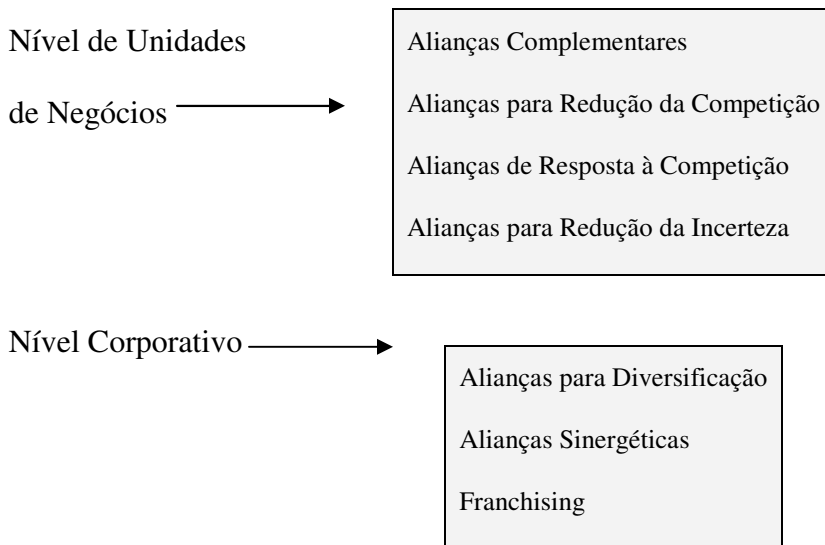 Nível de Unidades
de Negócios
Alianças Complementares
Alianças para Redução da Competição
Alianças de Resposta à Competição
Alianças para Redução da Incerteza
Nível Corporativo
Alianças para Diversificação
Alianças Sinergéticas
Franchising